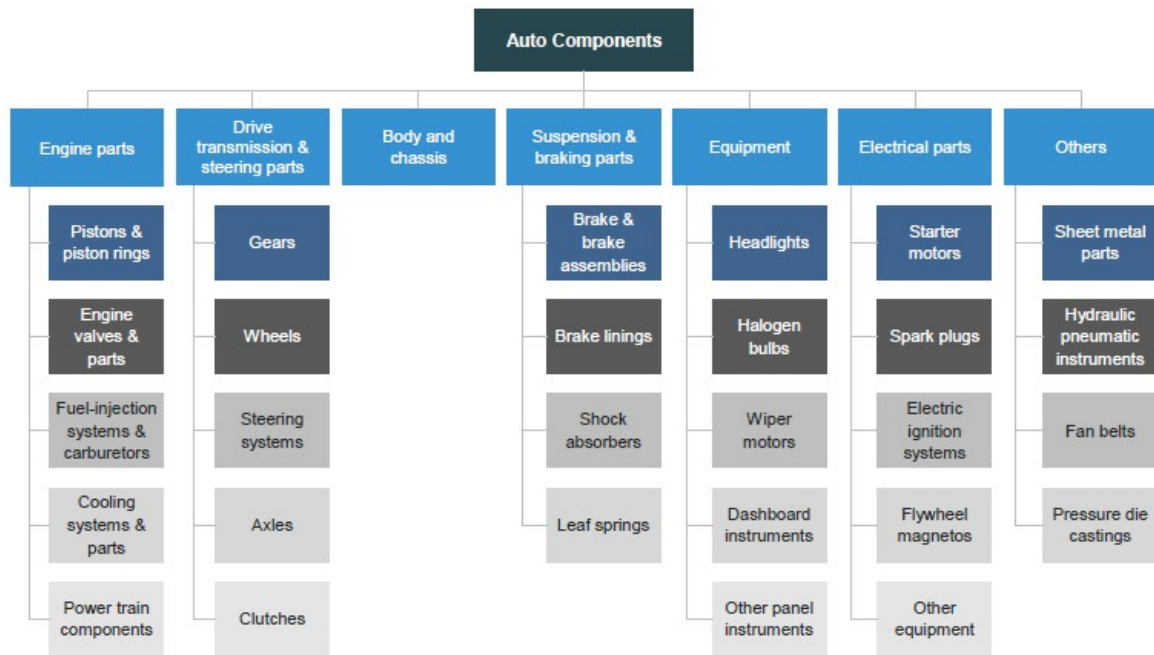 Auto Components
Engine parts
Drive
transmission &
steering parts
Body and
chassis
Suspension &
braking parts
Equipment
Electrical parts
Others
Pistons &
piston rings
Gears
Brake &
brake
assemblies
Headlights
Starter
motors
Sheet metal
parts
Engine
valves &
parts
Wheels
Brake linings
Halogen
bulbs
Spark plugs
Hydraulic
pneumatic
instruments
Fuel-injection
systems &
carburetors
Steering
systems
Shock
absorbers
Wiper
motors
Electric
ignition
systems
Fan belts
Cooling
systems &
parts
Axles
Leaf springs
Dashboard
instruments
Flywheel
magnetos
Pressure die
castings
Power train
components
Clutches
Other panel
instruments
Other
equipment